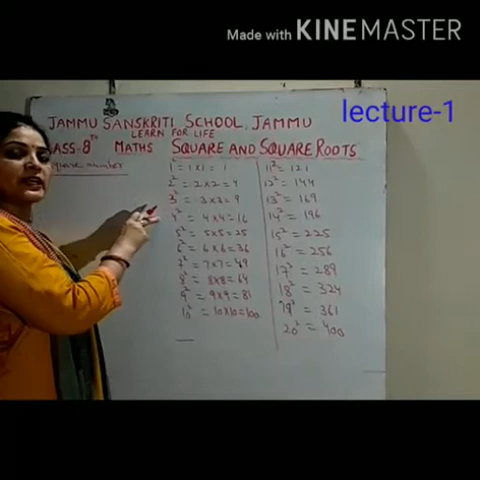 Made with KINEMASTER
lecture-1
JAMMU SANSKRITI SCHOOL, JAMMU
LEARN FOR LIFE
ASS-8th MATHS SQUARE AND SQUARE ROOTS
square number
1² = 1×1 = 1
2² = 2×2 = 4
3² = 3×3 = 9
4² = 4×4 = 16
5² = 5×5 = 25
6² = 6×6 = 36
7² = 7×7 = 49
8² = 8×8 = 64
9² = 9×9 = 81
10² = 10×10 = 100
11² = 121
12² = 144
13² = 169
14² = 196
15² = 225
16² = 256
17² = 289
18² = 324
19² = 361
20² = 400